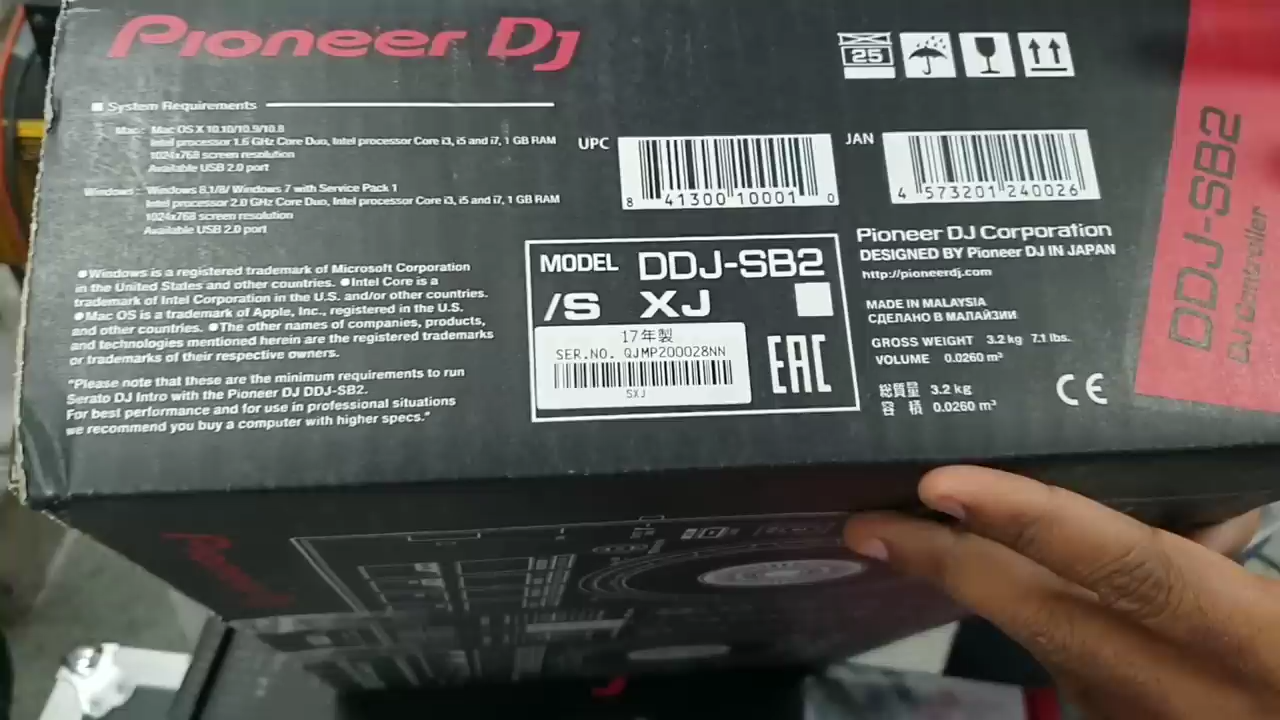 Pioneer Dj
■ System Requirements
Mac: Mac OS X 10.10/10.9/10.8
Intel processor 1.6 GHz Core Duo, Intel processor Core i3, i5 and i7, 1 GB RAM
1024x768 screen resolution
Available USB 2.0 port
Windows: Windows 8.1/8/ Windows 7 with Service Pack 1
Intel processor 2.0 GHz Core Duo, Intel processor Core i3, i5 and i7, 1 GB RAM
1024x768 screen resolution
Available USB 2.0 port
●Windows is a registered trademark of Microsoft Corporation
in the United States and other countries. ●Intel Core is a
trademark of Intel Corporation in the U.S. and/or other countries.
●Mac OS is a trademark of Apple, Inc., registered in the U.S.
and other countries. ●The other names of companies, products,
and technologies mentioned herein are the registered trademarks
or trademarks of their respective owners.
"Please note that these are the minimum requirements to run
Serato DJ Intro with the Pioneer DJ DDJ-SB2.
For best performance and for use in professional situations
we recommend you buy a computer with higher specs."
25
UPC
8 41300 10001 0
JAN
4 573201 240026
MODEL DDJ-SB2
/S XJ
17年製
SER.NO. QJMP200028NN
SXJ
EAC
Pioneer DJ Corporation
DESIGNED BY Pioneer DJ IN JAPAN
http://pioneerdj.com
MADE IN MALAYSIA
СДЕЛАНО В МАЛАЙЗИИ
GROSS WEIGHT 3.2 kg 7.1 lbs.
VOLUME 0.0260 m³
総質量 3.2 kg
容 積 0.0260 m³
CE
DDJ-SB2
DJ Controller
Pioneer